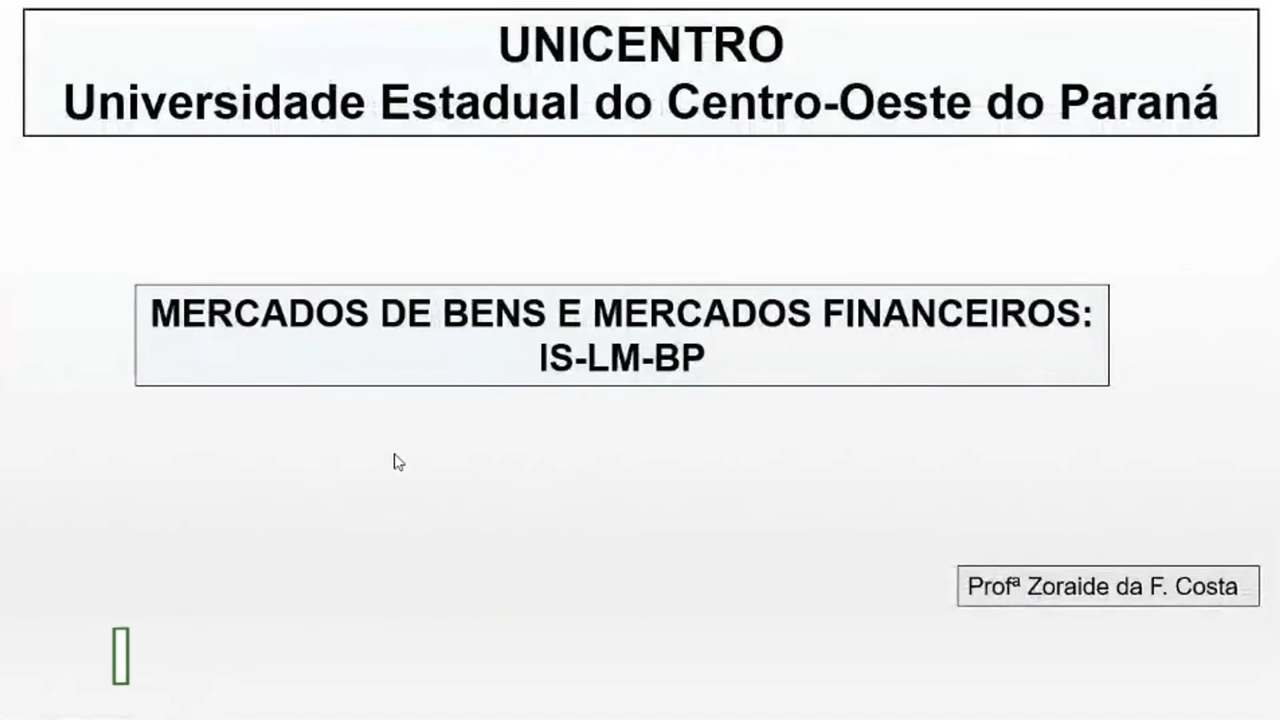 UNICENTRO
Universidade Estadual do Centro-Oeste do Paraná
MERCADOS DE BENS E MERCADOS FINANCEIROS:
IS-LM-BP
Profª Zoraide da F. Costa